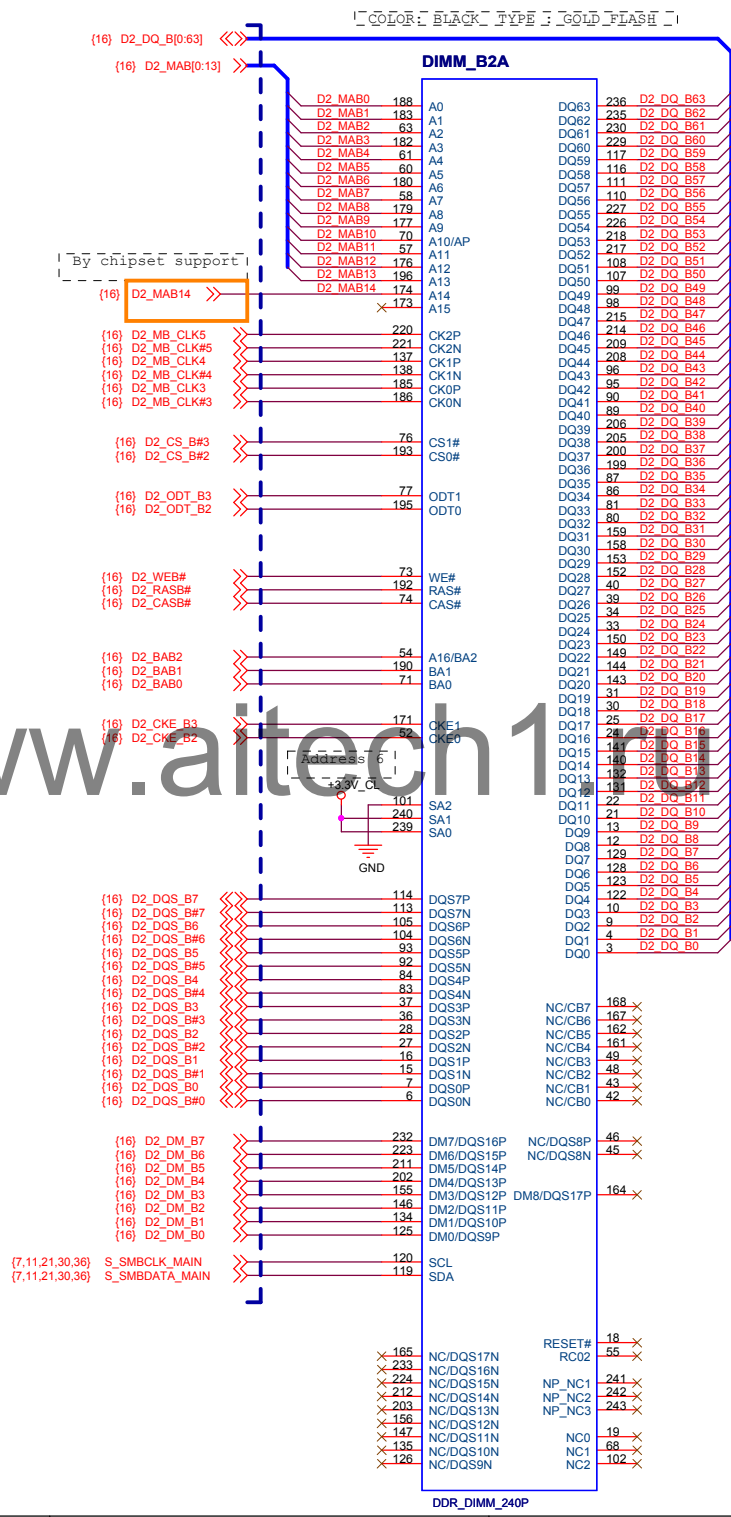 COLOR: BLACK TYPE : GOLD FLASH
{16} D2_DQ_B[0:63]
{16} D2_MAB[0:13]
DIMM_B2A
D2_MAB0 188 A0
D2_MAB1 183 A1
D2_MAB2 63 A2
D2_MAB3 182 A3
D2_MAB4 61 A4
D2_MAB5 60 A5
D2_MAB6 180 A6
D2_MAB7 58 A7
D2_MAB8 179 A8
D2_MAB9 177 A9
D2_MAB10 70 A10/AP
D2_MAB11 57 A11
D2_MAB12 176 A12
D2_MAB13 196 A13
By chipset support
{16} D2_MAB14 D2_MAB14 174 A14
173 A15
{16} D2_MB_CLK5 220 CK2P
{16} D2_MB_CLK#5 221 CK2N
{16} D2_MB_CLK4 137 CK1P
{16} D2_MB_CLK#4 138 CK1N
{16} D2_MB_CLK3 185 CK0P
{16} D2_MB_CLK#3 186 CK0N
{16} D2_CS_B#3 76 CS1#
{16} D2_CS_B#2 193 CS0#
{16} D2_ODT_B3 77 ODT1
{16} D2_ODT_B2 195 ODT0
{16} D2_WEB# 73 WE#
{16} D2_RASB# 192 RAS#
{16} D2_CASB# 74 CAS#
{16} D2_BAB2 54 A16/BA2
{16} D2_BAB1 190 BA1
{16} D2_BAB0 71 BA0
{16} D2_CKE_B3 171 CKE1
{16} D2_CKE_B2 52 CKE0
www.aitech1.ru
Address 6
+3.3V_CL
101 SA2
240 SA1
239 SA0
GND
{16} D2_DQS_B7 114 DQS7P
{16} D2_DQS_B#7 113 DQS7N
{16} D2_DQS_B6 105 DQS6P
{16} D2_DQS_B#6 104 DQS6N
{16} D2_DQS_B5 93 DQS5P
{16} D2_DQS_B#5 92 DQS5N
{16} D2_DQS_B4 84 DQS4P
{16} D2_DQS_B#4 83 DQS4N
{16} D2_DQS_B3 37 DQS3P
{16} D2_DQS_B#3 36 DQS3N
{16} D2_DQS_B2 28 DQS2P
{16} D2_DQS_B#2 27 DQS2N
{16} D2_DQS_B1 16 DQS1P
{16} D2_DQS_B#1 15 DQS1N
{16} D2_DQS_B0 7 DQS0P
{16} D2_DQS_B#0 6 DQS0N
{16} D2_DM_B7 232 DM7/DQS16P
{16} D2_DM_B6 223 DM6/DQS15P
{16} D2_DM_B5 211 DM5/DQS14P
{16} D2_DM_B4 202 DM4/DQS13P
{16} D2_DM_B3 155 DM3/DQS12P
{16} D2_DM_B2 146 DM2/DQS11P
{16} D2_DM_B1 134 DM1/DQS10P
{16} D2_DM_B0 125 DM0/DQS9P
{7,11,21,30,36} S_SMBCLK_MAIN 120 SCL
{7,11,21,30,36} S_SMBDATA_MAIN 119 SDA
165 NC/DQS17N
233 NC/DQS16N
224 NC/DQS15N
212 NC/DQS14N
203 NC/DQS13N
156 NC/DQS12N
147 NC/DQS11N
135 NC/DQS10N
126 NC/DQS9N
DQ63 236 D2_DQ_B63
DQ62 235 D2_DQ_B62
DQ61 230 D2_DQ_B61
DQ60 229 D2_DQ_B60
DQ59 117 D2_DQ_B59
DQ58 116 D2_DQ_B58
DQ57 111 D2_DQ_B57
DQ56 110 D2_DQ_B56
DQ55 227 D2_DQ_B55
DQ54 226 D2_DQ_B54
DQ53 218 D2_DQ_B53
DQ52 217 D2_DQ_B52
DQ51 108 D2_DQ_B51
DQ50 107 D2_DQ_B50
DQ49 99 D2_DQ_B49
DQ48 98 D2_DQ_B48
DQ47 215 D2_DQ_B47
DQ46 214 D2_DQ_B46
DQ45 209 D2_DQ_B45
DQ44 208 D2_DQ_B44
DQ43 96 D2_DQ_B43
DQ42 95 D2_DQ_B42
DQ41 90 D2_DQ_B41
DQ40 89 D2_DQ_B40
DQ39 206 D2_DQ_B39
DQ38 205 D2_DQ_B38
DQ37 200 D2_DQ_B37
DQ36 199 D2_DQ_B36
DQ35 87 D2_DQ_B35
DQ34 86 D2_DQ_B34
DQ33 81 D2_DQ_B33
DQ32 80 D2_DQ_B32
DQ31 159 D2_DQ_B31
DQ30 158 D2_DQ_B30
DQ29 153 D2_DQ_B29
DQ28 152 D2_DQ_B28
DQ27 40 D2_DQ_B27
DQ26 39 D2_DQ_B26
DQ25 34 D2_DQ_B25
DQ24 33 D2_DQ_B24
DQ23 150 D2_DQ_B23
DQ22 149 D2_DQ_B22
DQ21 144 D2_DQ_B21
DQ20 143 D2_DQ_B20
DQ19 31 D2_DQ_B19
DQ18 30 D2_DQ_B18
DQ17 25 D2_DQ_B17
DQ16 24 D2_DQ_B16
DQ15 141 D2_DQ_B15
DQ14 140 D2_DQ_B14
DQ13 132 D2_DQ_B13
DQ12 131 D2_DQ_B12
DQ11 22 D2_DQ_B11
DQ10 21 D2_DQ_B10
DQ9 13 D2_DQ_B9
DQ8 12 D2_DQ_B8
DQ7 129 D2_DQ_B7
DQ6 128 D2_DQ_B6
DQ5 123 D2_DQ_B5
DQ4 122 D2_DQ_B4
DQ3 10 D2_DQ_B3
DQ2 9 D2_DQ_B2
DQ1 4 D2_DQ_B1
DQ0 3 D2_DQ_B0
NC/CB7 168
NC/CB6 167
NC/CB5 162
NC/CB4 161
NC/CB3 49
NC/CB2 48
NC/CB1 43
NC/CB0 42
NC/DQS8P 46
NC/DQS8N 45
DM8/DQS17P 164
RESET# 18
RC02 55
NP_NC1 241
NP_NC2 242
NP_NC3 243
NC0 19
NC1 68
NC2 102
DDR_DIMM_240P